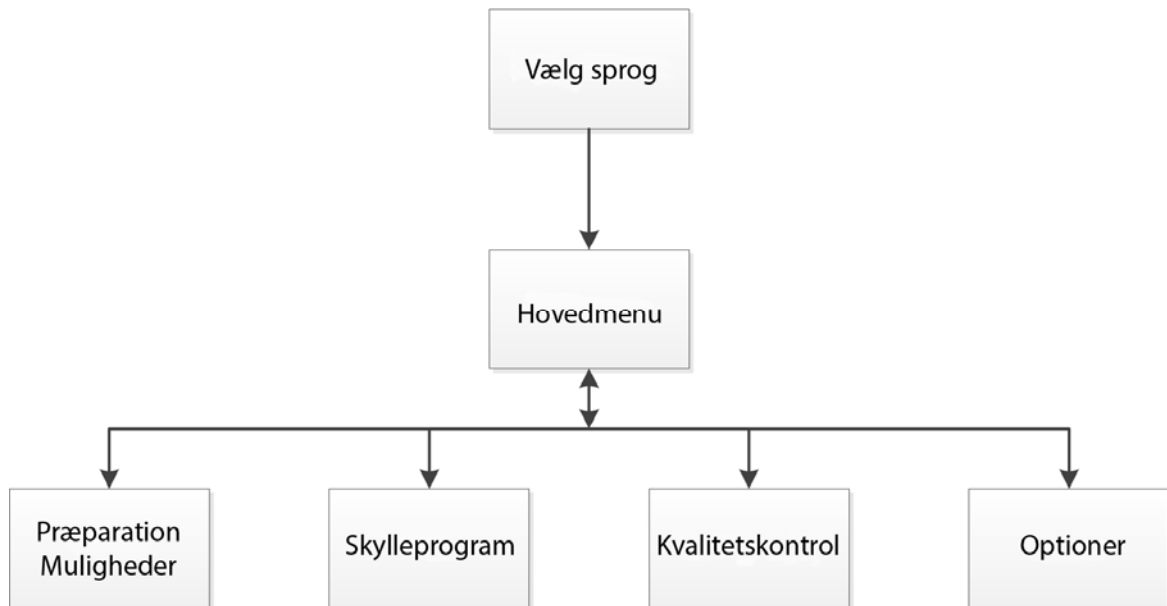 Vælg sprog
Hovedmenu
Præparation
Muligheder
Skylleprogram
Kvalitetskontrol
Optioner